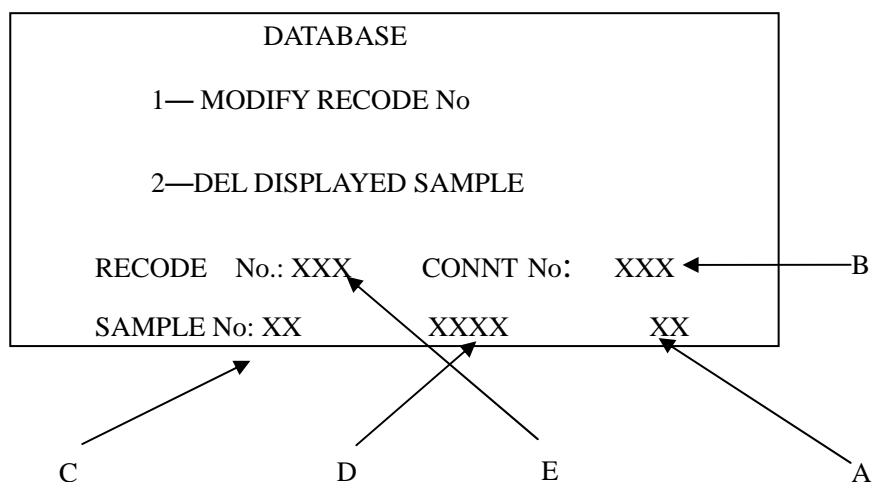 DATABASE
1— MODIFY RECODE No
2—DEL DISPLAYED SAMPLE
RECODE No.: XXX CONNT No: XXX B
SAMPLE No: XX XXXX XX
C D E A